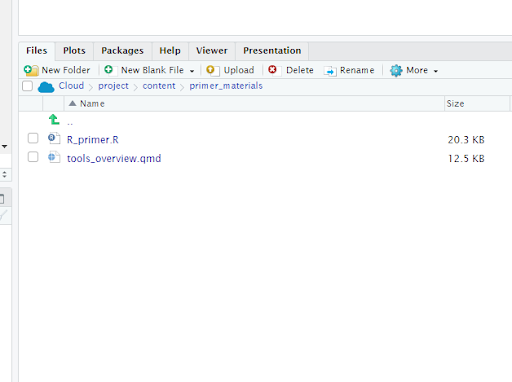 Files Plots Packages Help Viewer Presentation
New Folder New Blank File Upload Delete Rename More
Cloud project content primer_materials
Name Size
..
R_primer.R 20.3 KB
tools_overview.qmd 12.5 KB